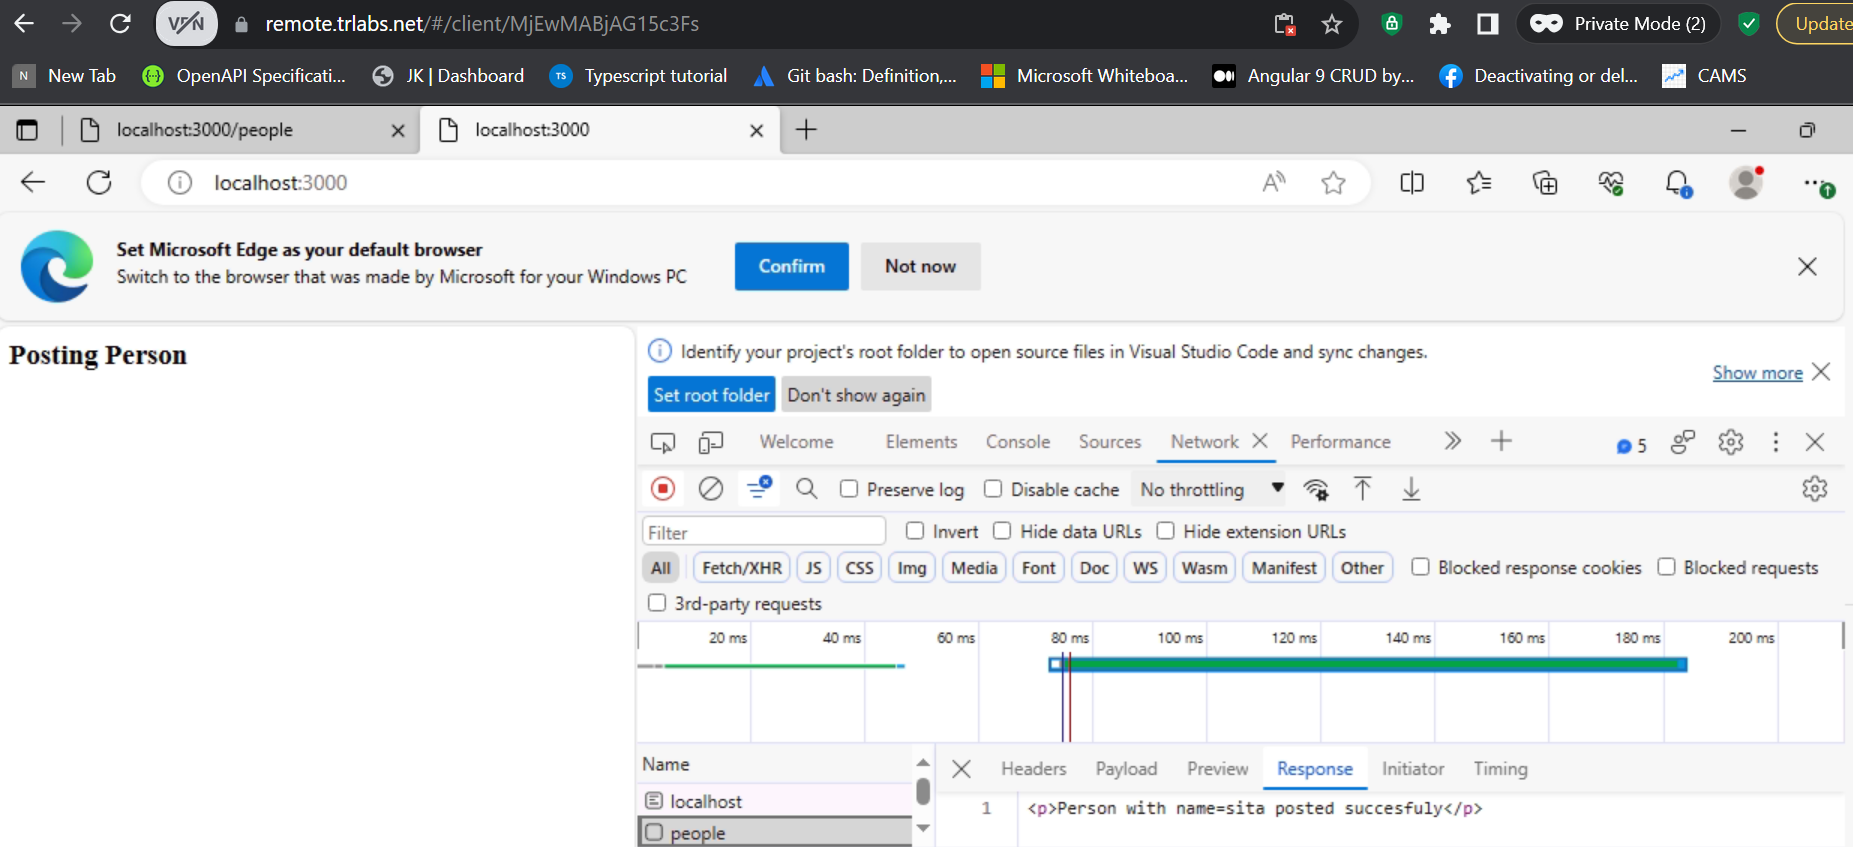 VPN remote.trlabs.net/#/client/MjEwMABjAG15c3Fs Private Mode (2) Update
N New Tab OpenAPI Specificati... JK | Dashboard TS Typescript tutorial Git bash: Definition,... Microsoft Whiteboa... Angular 9 CRUD by... Deactivating or del... CAMS
localhost:3000/people localhost:3000
localhost:3000
Set Microsoft Edge as your default browser
Switch to the browser that was made by Microsoft for your Windows PC
Confirm Not now
Posting Person
Identify your project's root folder to open source files in Visual Studio Code and sync changes.
Show more
Set root folder Don't show again
Welcome Elements Console Sources Network Performance 5
Preserve log Disable cache No throttling
Filter Invert Hide data URLs Hide extension URLs
All Fetch/XHR JS CSS Img Media Font Doc WS Wasm Manifest Other Blocked response cookies Blocked requests
3rd-party requests
20 ms 40 ms 60 ms 80 ms 100 ms 120 ms 140 ms 160 ms 180 ms 200 ms
Name Headers Payload Preview Response Initiator Timing
localhost
1 <p>Person with name=sita posted succesfuly</p>
people